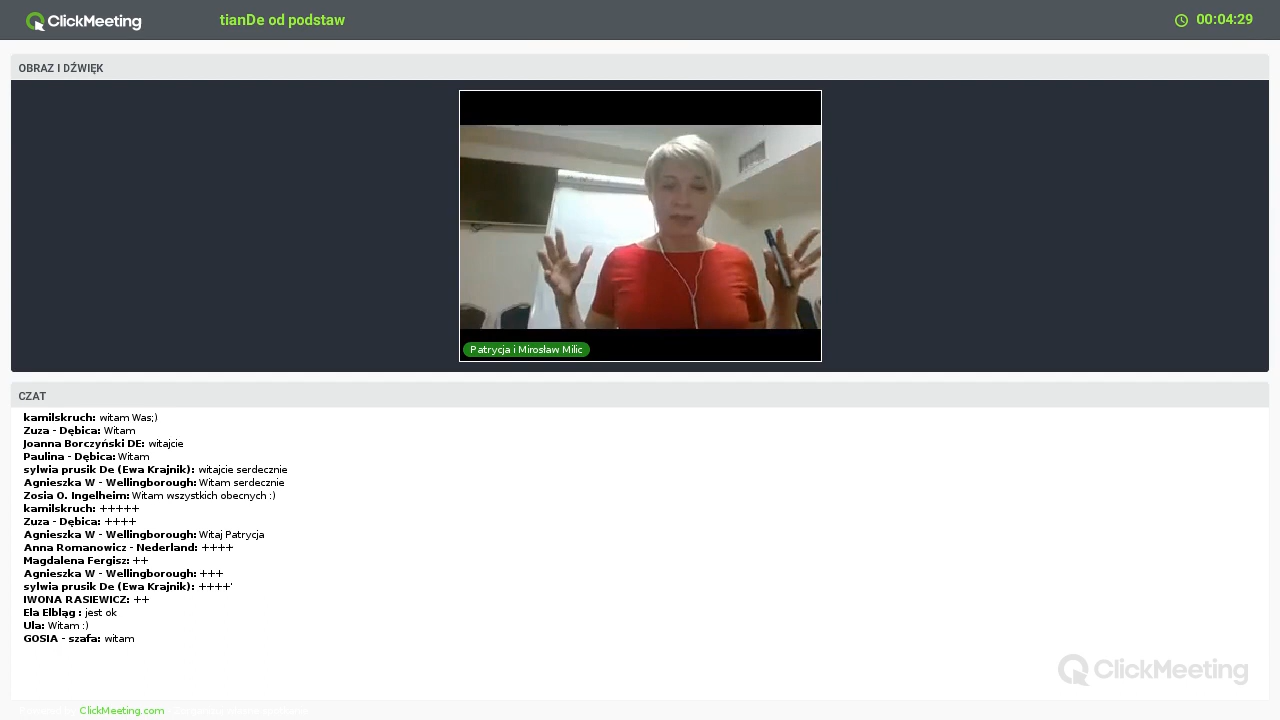 ClickMeeting
tianDe od podstaw
00:04:29
OBRAZ I DŹWIĘK
Patrycja i Mirosław Milic
CZAT
kamilskruch: witam Was;)
Zuza - Dębica: Witam
Joanna Borczyński DE: witajcie
Paulina - Dębica: Witam
sylwia prusik De (Ewa Krajnik): witajcie serdecznie
Agnieszka W - Wellingborough: Witam serdecznie
Zosia O. Ingelheim: Witam wszystkich obecnych :)
kamilskruch: +++++
Zuza - Dębica: ++++
Agnieszka W - Wellingborough: Witaj Patrycja
Anna Romanowicz - Nederland: ++++
Magdalena Fergisz: ++
Agnieszka W - Wellingborough: +++
sylwia prusik De (Ewa Krajnik): ++++'
IWONA RASIEWICZ: ++
Ela Elbląg : jest ok
Ula: Witam :)
GOSIA - szafa: witam
ClickMeeting
ClickMeeting.com